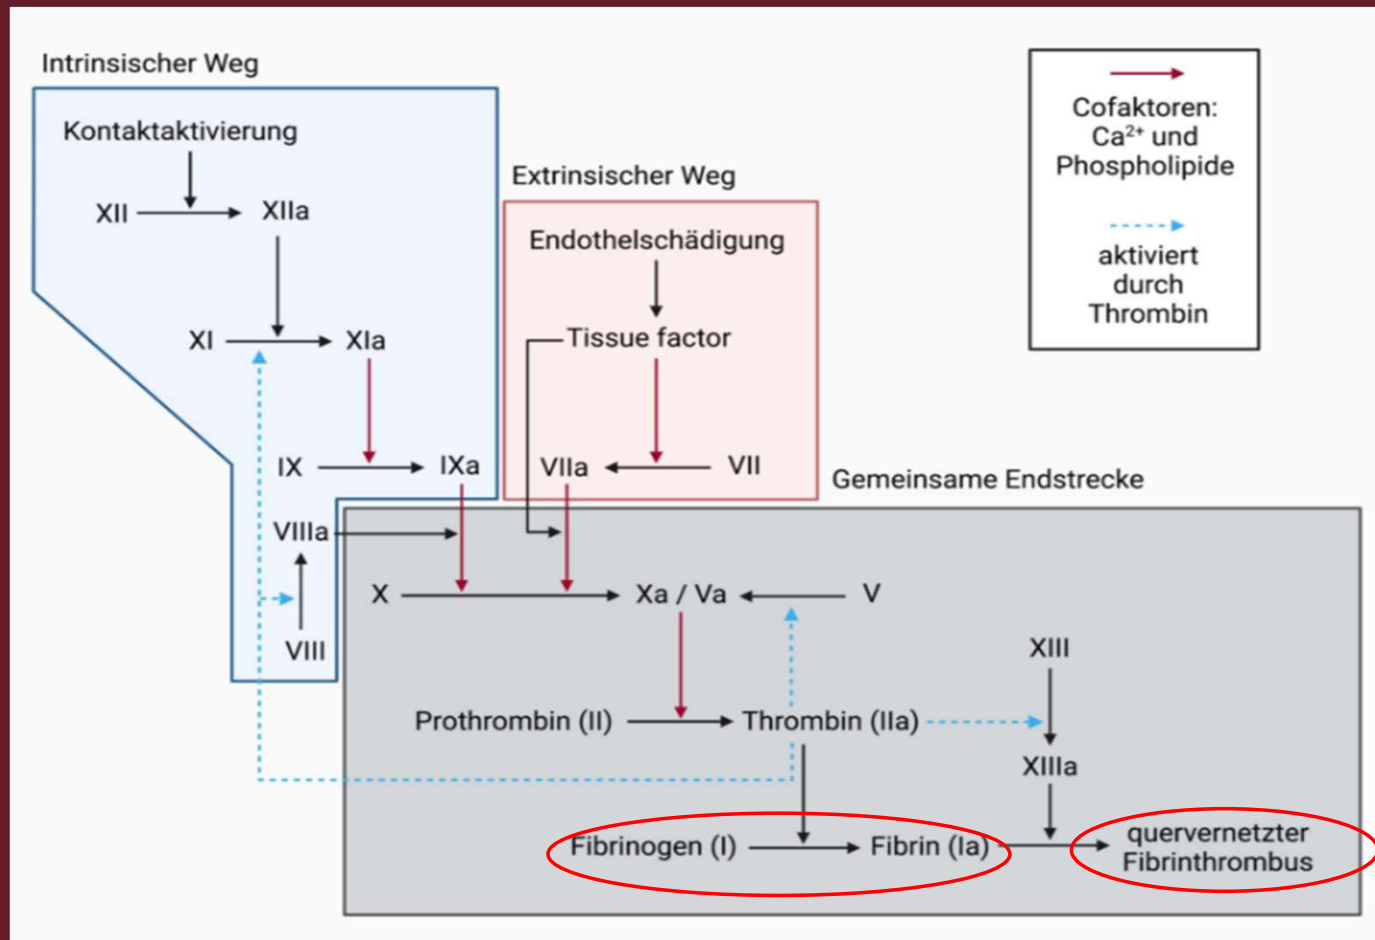 Intrinsischer Weg
Kontaktaktivierung
XII
XIIa
XI
XIa
IX
IXa
VIIIa
VIII
Extrinsischer Weg
Endothelschädigung
Tissue factor
VIIa
VII
Gemeinsame Endstrecke
X
Xa / Va
V
Prothrombin (II)
Thrombin (IIa)
XIII
XIIIa
Fibrinogen (I)
Fibrin (Ia)
quervernetzter
Fibrinthrombus
Cofaktoren:
Ca²⁺ und
Phospholipide
aktiviert
durch
Thrombin